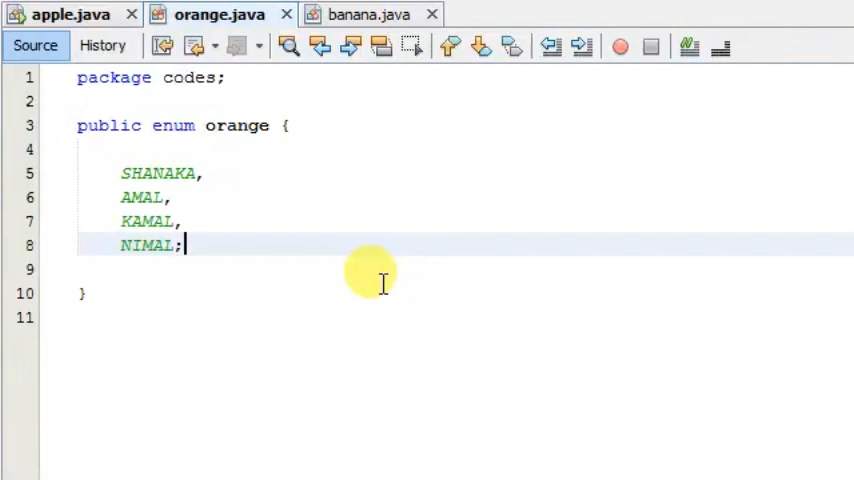 apple.java orange.java banana.java
Source History
1 package codes;
2
3 public enum orange {
4
5 SHANAKA,
6 AMAL,
7 KAMAL,
8 NIMAL;
9
10 }
11